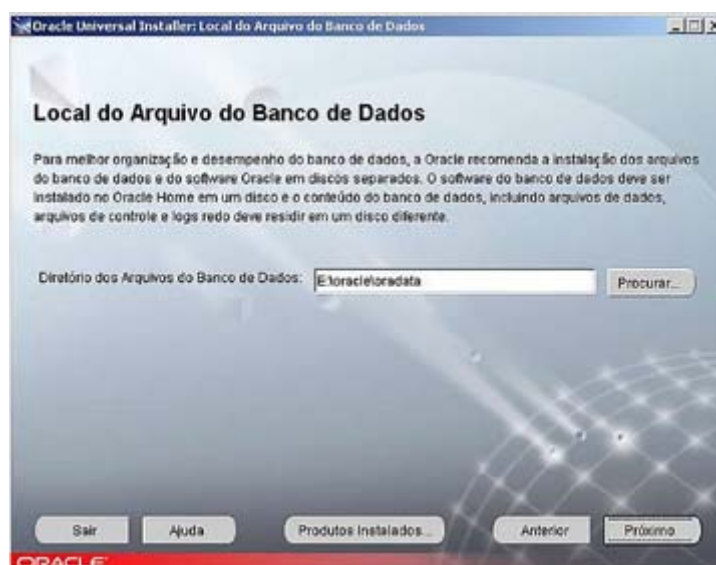 Oracle Universal Installer: Local do Arquivo do Banco de Dados
Local do Arquivo do Banco de Dados
Para melhor organização e desempenho do banco de dados, a Oracle recomenda a instalação dos arquivos
do banco de dados e do software Oracle em discos separados. O software do banco de dados deve ser
instalado no Oracle Home em um disco e o conteúdo do banco de dados, incluindo arquivos de dados,
arquivos de controle e logs redo deve residir em um disco diferente.
Diretório dos Arquivos do Banco de Dados: E:\oracle\oradata Procurar...
Sair Ajuda Produtos Instalados... Anterior Próximo
ORACLE